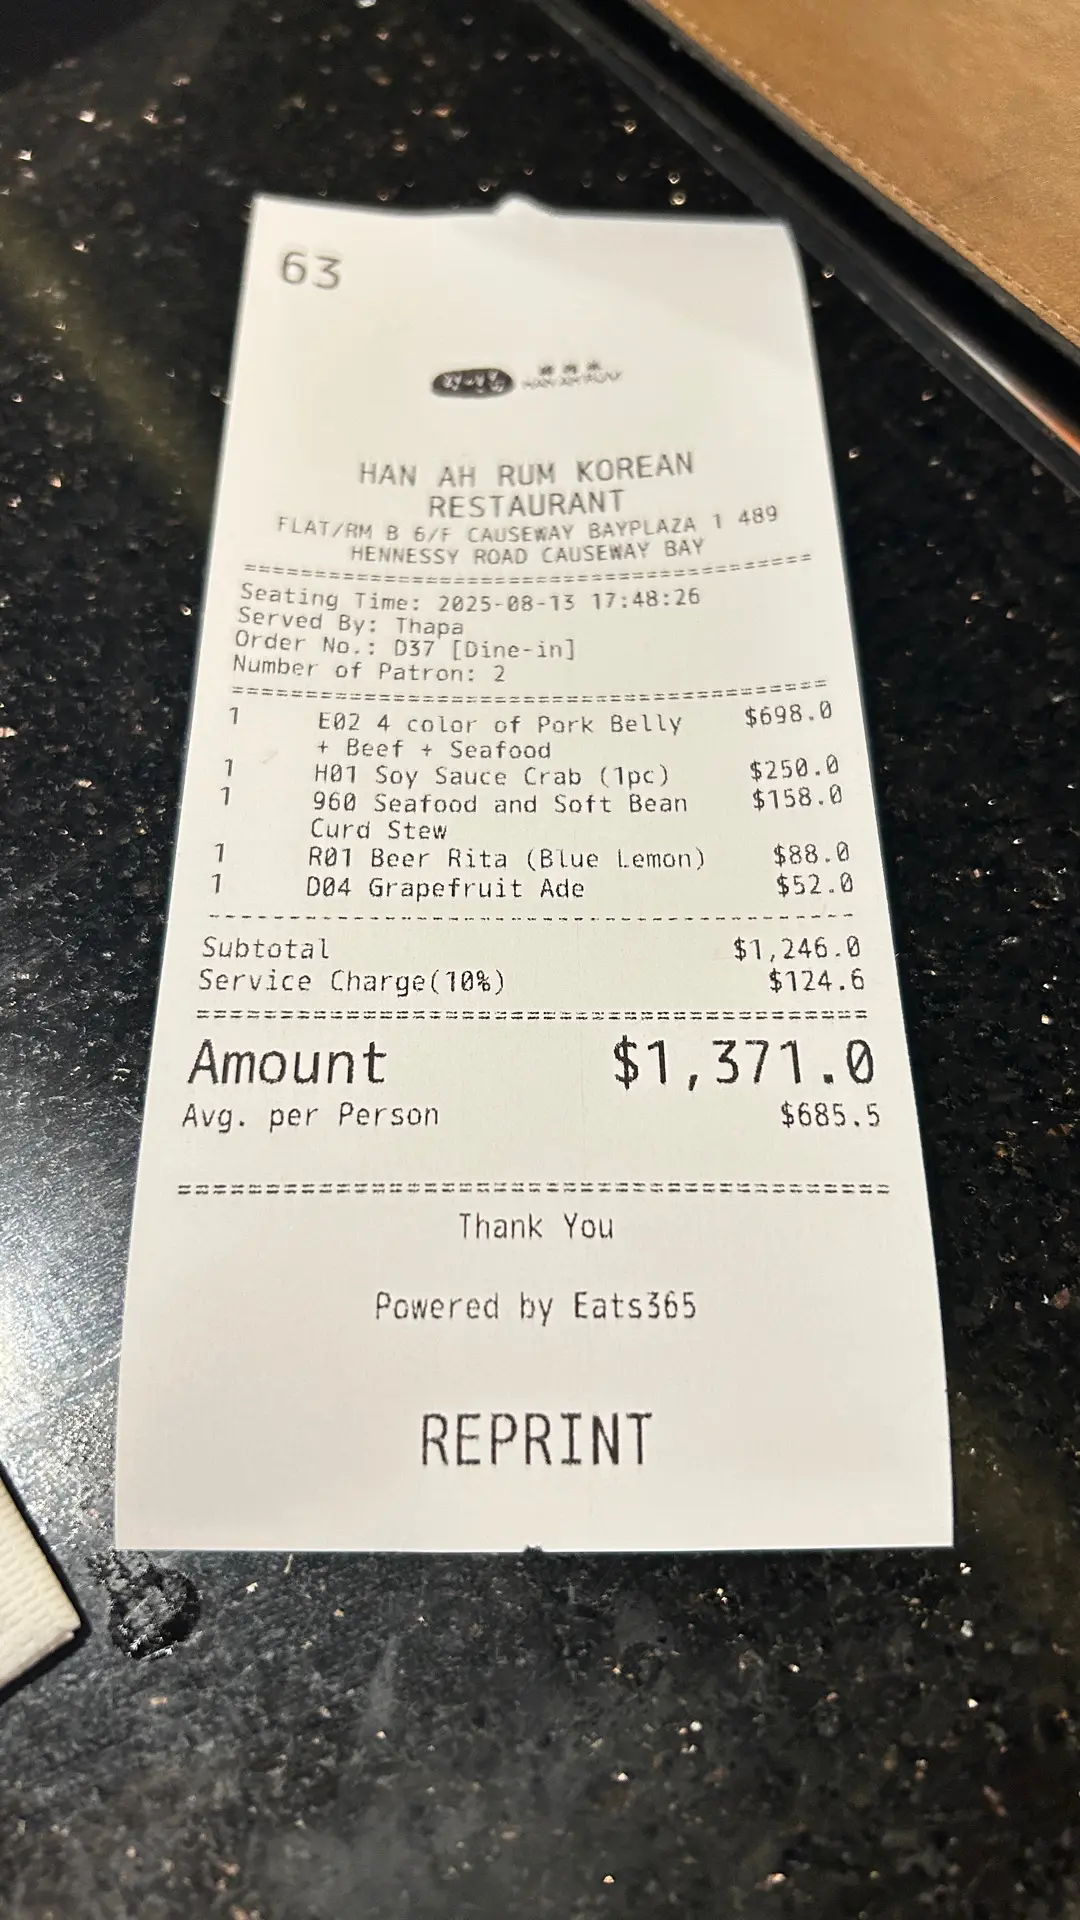 63
HAN AH RUM KOREAN
RESTAURANT
FLAT/RM B 6/F CAUSEWAY BAYPLAZA 1 489
HENNESSY ROAD CAUSEWAY BAY
========================================
Seating Time: 2025-08-13 17:48:26
Served By: Thapa
Order No.: D37 [Dine-in]
Number of Patron: 2
========================================
1 E02 4 color of Pork Belly $698.0
+ Beef + Seafood
1 H01 Soy Sauce Crab (1pc) $250.0
1 960 Seafood and Soft Bean $158.0
Curd Stew
1 R01 Beer Rita (Blue Lemon) $88.0
1 D04 Grapefruit Ade $52.0
----------------------------------------
Subtotal $1,246.0
Service Charge(10%) $124.6
========================================
Amount $1,371.0
Avg. per Person $685.5
========================================
Thank You
Powered by Eats365
REPRINT